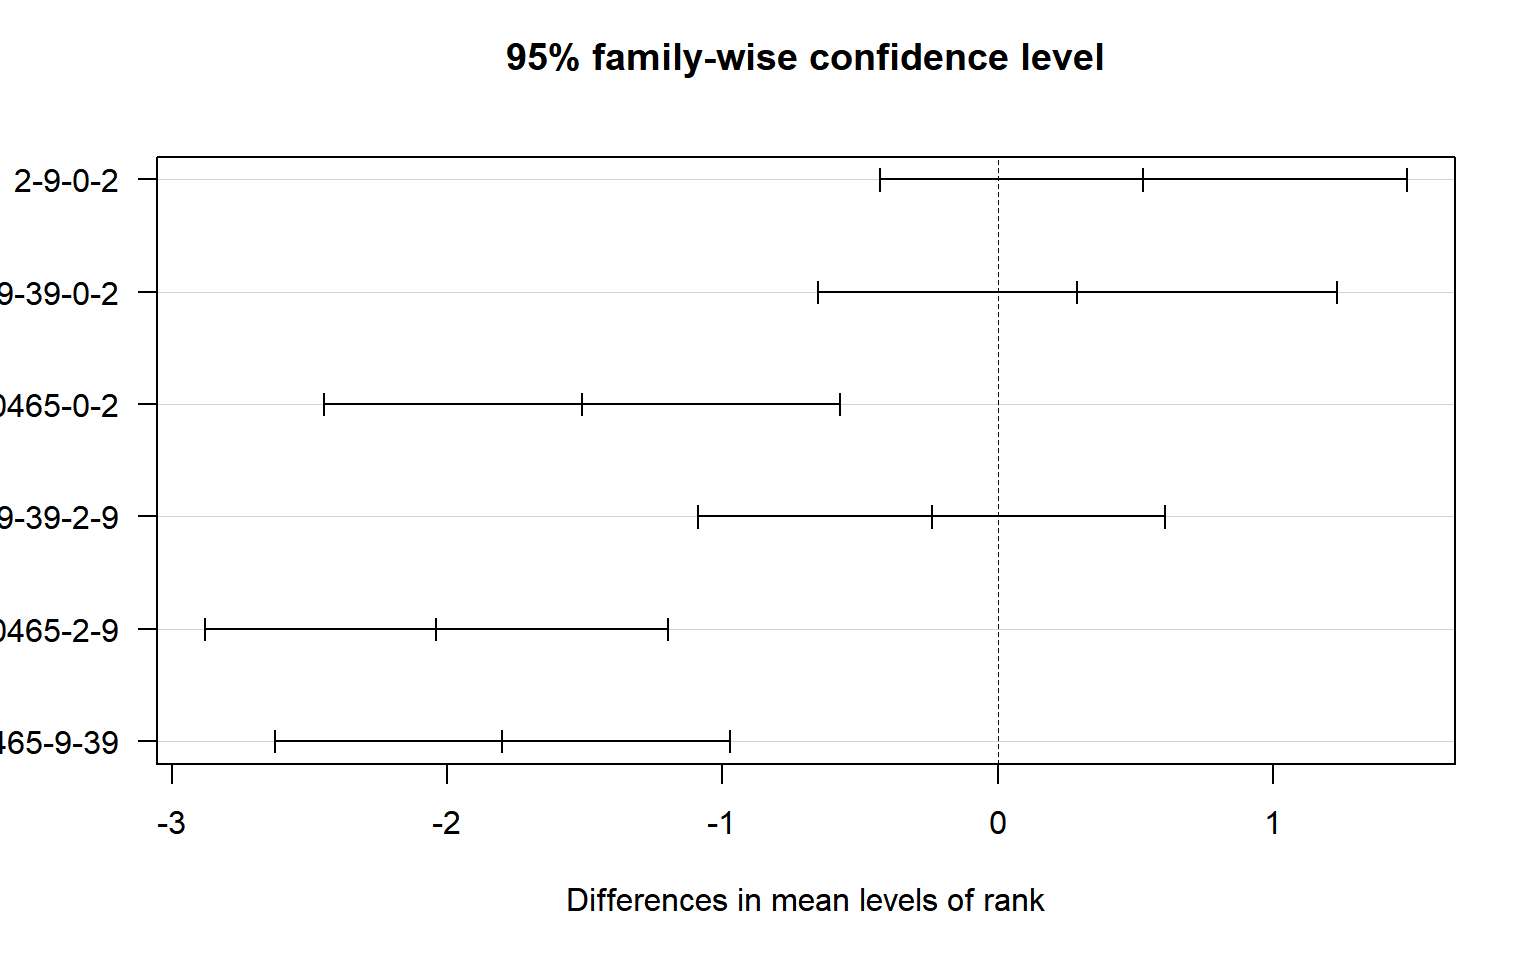 95% family-wise confidence level
2-9-0-2
9-39-0-2
0465-0-2
9-39-2-9
0465-2-9
465-9-39
-3 -2 -1 0 1
Differences in mean levels of rank